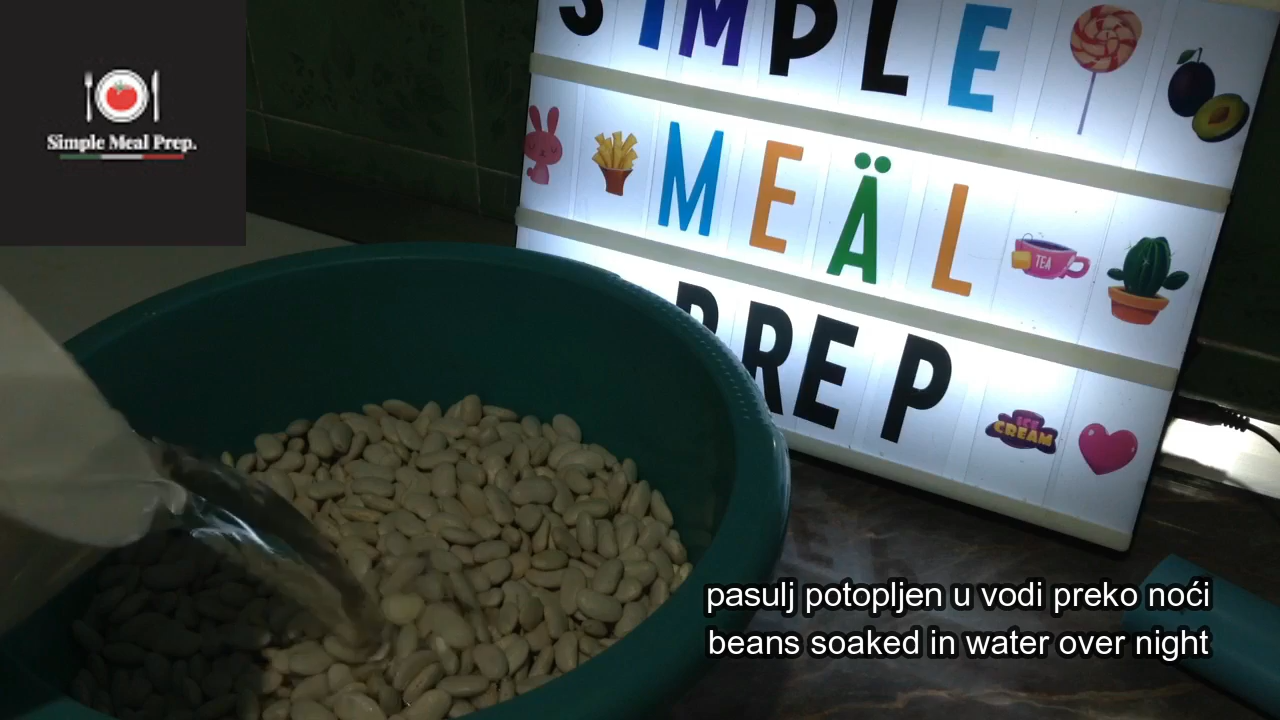 Simple Meal Prep.
SIMPLE
MEÄL
TEA
PREP
ICE
CREAM
pasulj potopljen u vodi preko noći
beans soaked in water over night